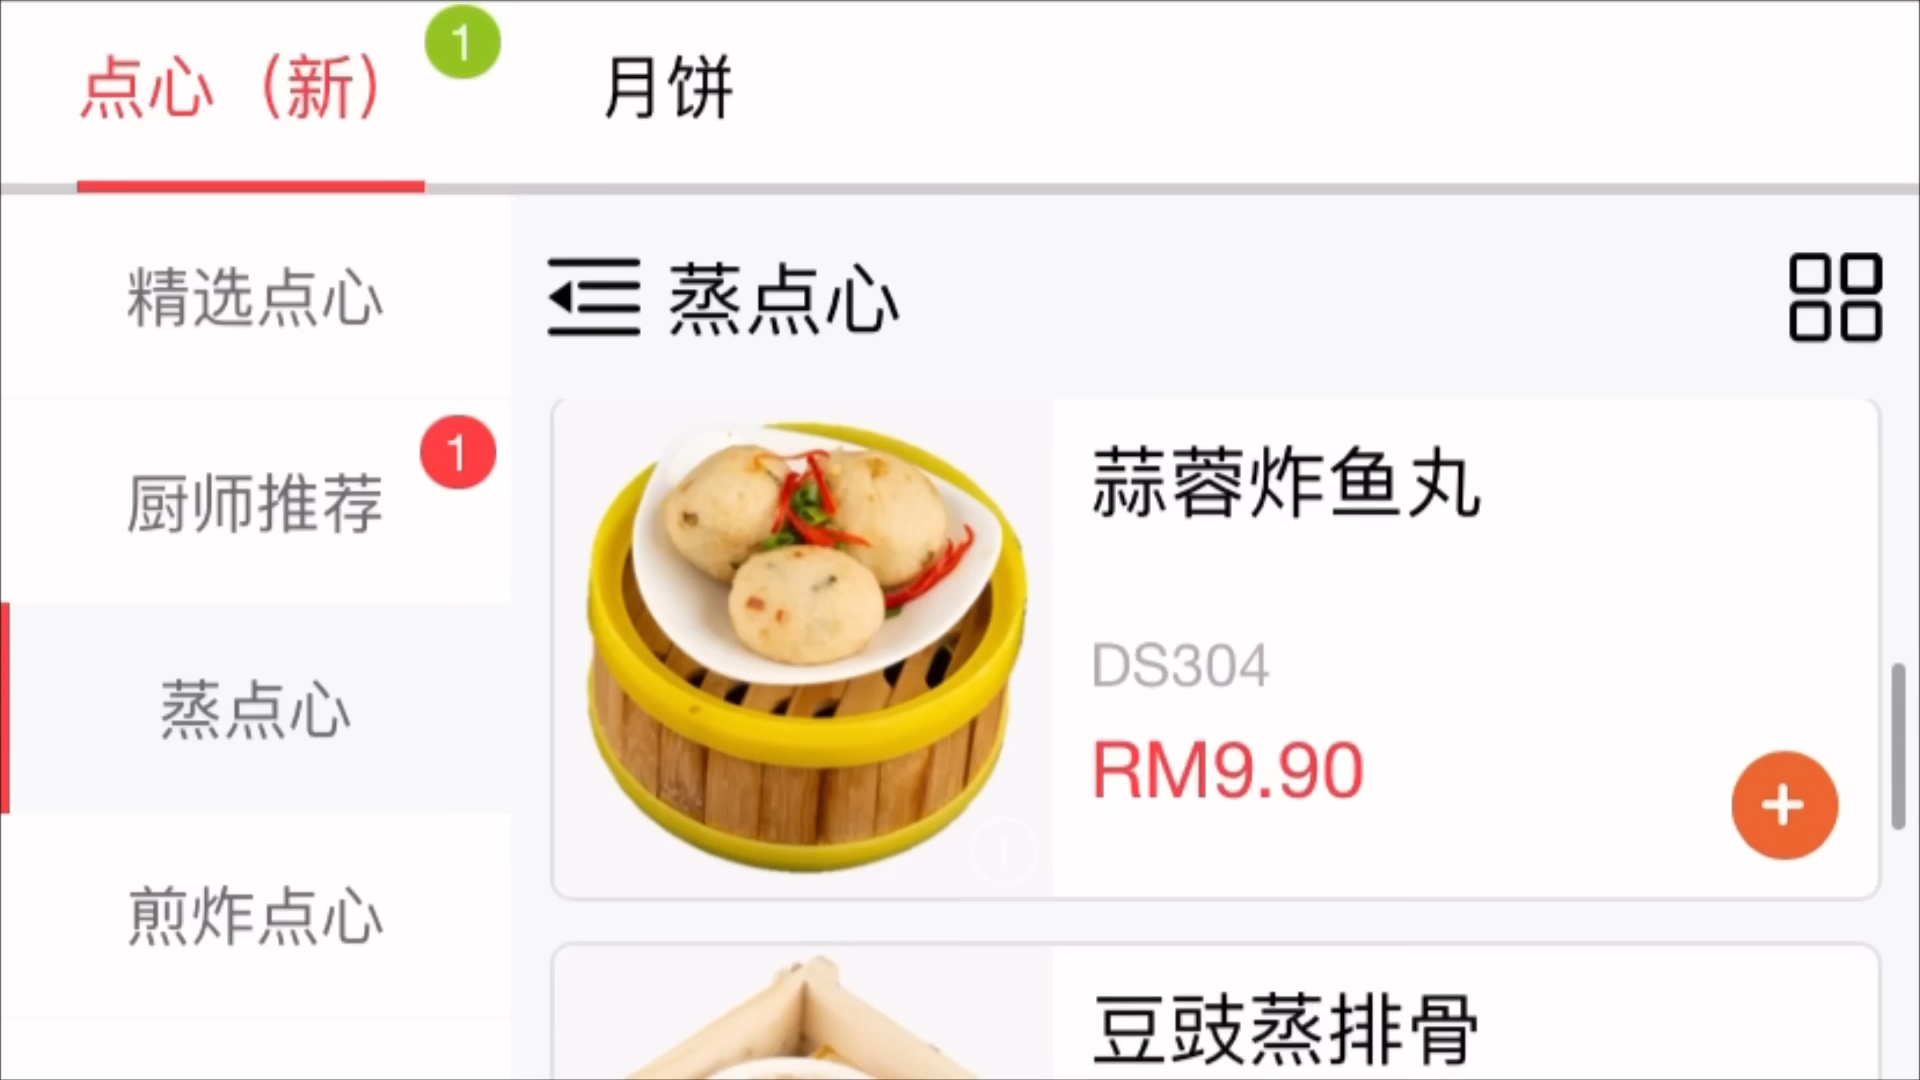 点心（新）
1
月饼
精选点心
厨师推荐
1
蒸点心
煎炸点心
蒸点心
蒜蓉炸鱼丸
DS304
RM9.90
豆豉蒸排骨